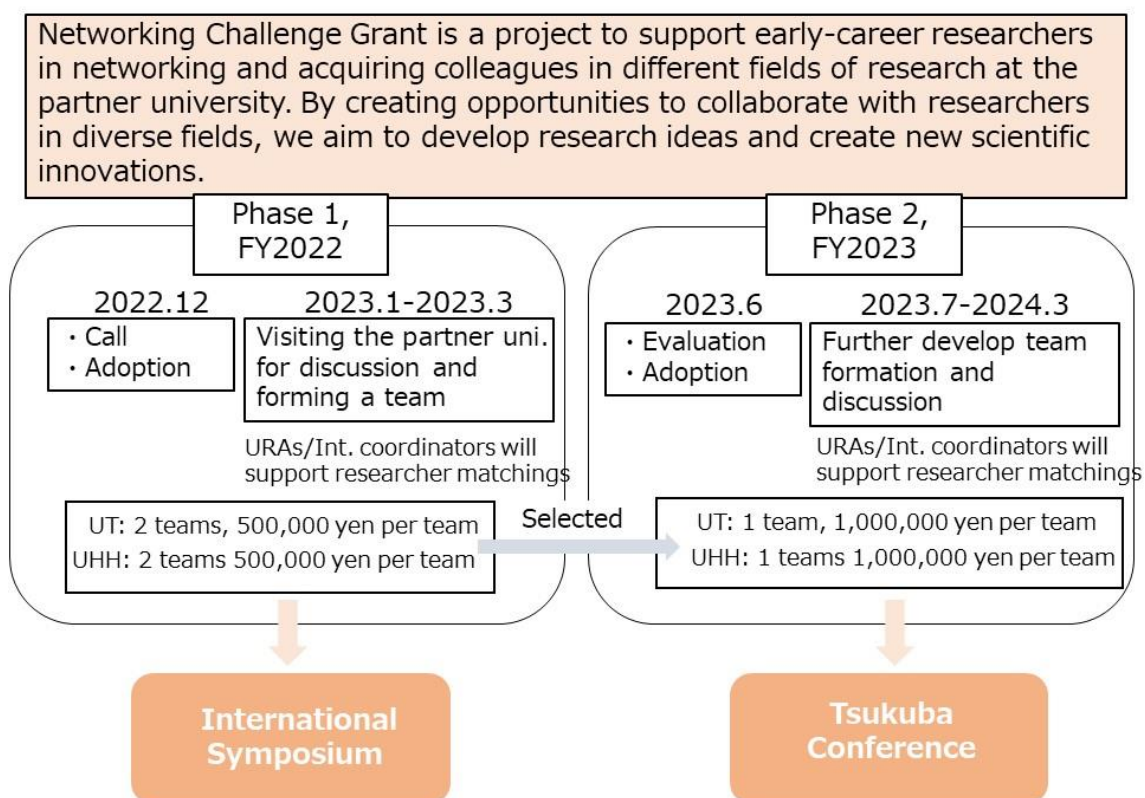 Networking Challenge Grant is a project to support early-career researchers
in networking and acquiring colleagues in different fields of research at the
partner university. By creating opportunities to collaborate with researchers
in diverse fields, we aim to develop research ideas and create new scientific
innovations.
Phase 1,
FY2022
2022.12
・Call
・Adoption
2023.1-2023.3
Visiting the partner uni.
for discussion and
forming a team
URAs/Int. coordinators will
support researcher matchings
UT: 2 teams, 500,000 yen per team
UHH: 2 teams 500,000 yen per team
Selected
Phase 2,
FY2023
2023.6
・Evaluation
・Adoption
2023.7-2024.3
Further develop team
formation and
discussion
URAs/Int. coordinators will
support researcher matchings
UT: 1 team, 1,000,000 yen per team
UHH: 1 teams 1,000,000 yen per team
International
Symposium
Tsukuba
Conference